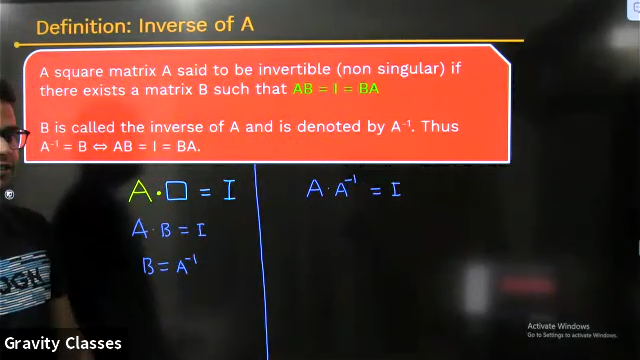 Definition: Inverse of A
A square matrix A said to be invertible (non singular) if
there exists a matrix B such that AB = I = BA
B is called the inverse of A and is denoted by A⁻¹. Thus
A⁻¹ = B ⇔ AB = I = BA.
A · □ = I
A · B = I
B = A⁻¹
A · A⁻¹ = I
OGN
Gravity Classes
Activate Windows
Go to Settings to activate Windows.